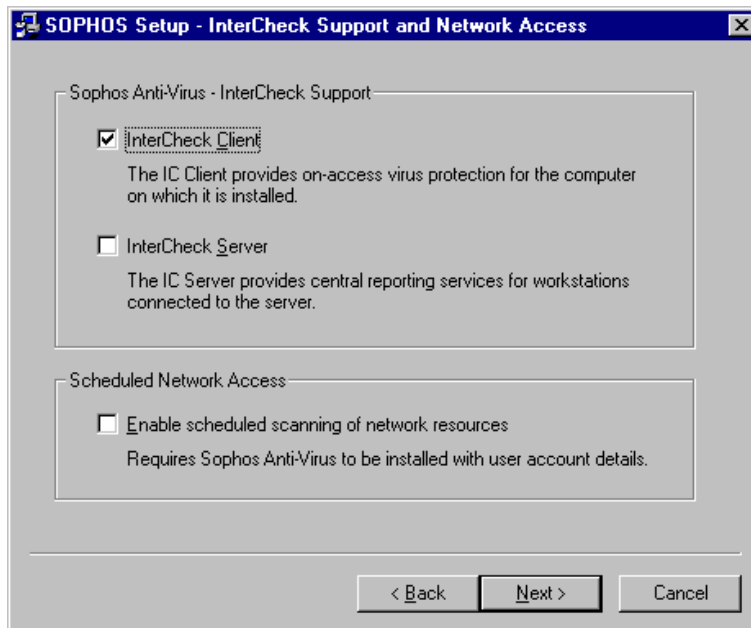 SOPHOS Setup - InterCheck Support and Network Access
Sophos Anti-Virus - InterCheck Support
InterCheck Client
The IC Client provides on-access virus protection for the computer
on which it is installed.
InterCheck Server
The IC Server provides central reporting services for workstations
connected to the server.
Scheduled Network Access
Enable scheduled scanning of network resources
Requires Sophos Anti-Virus to be installed with user account details.
< Back
Next >
Cancel